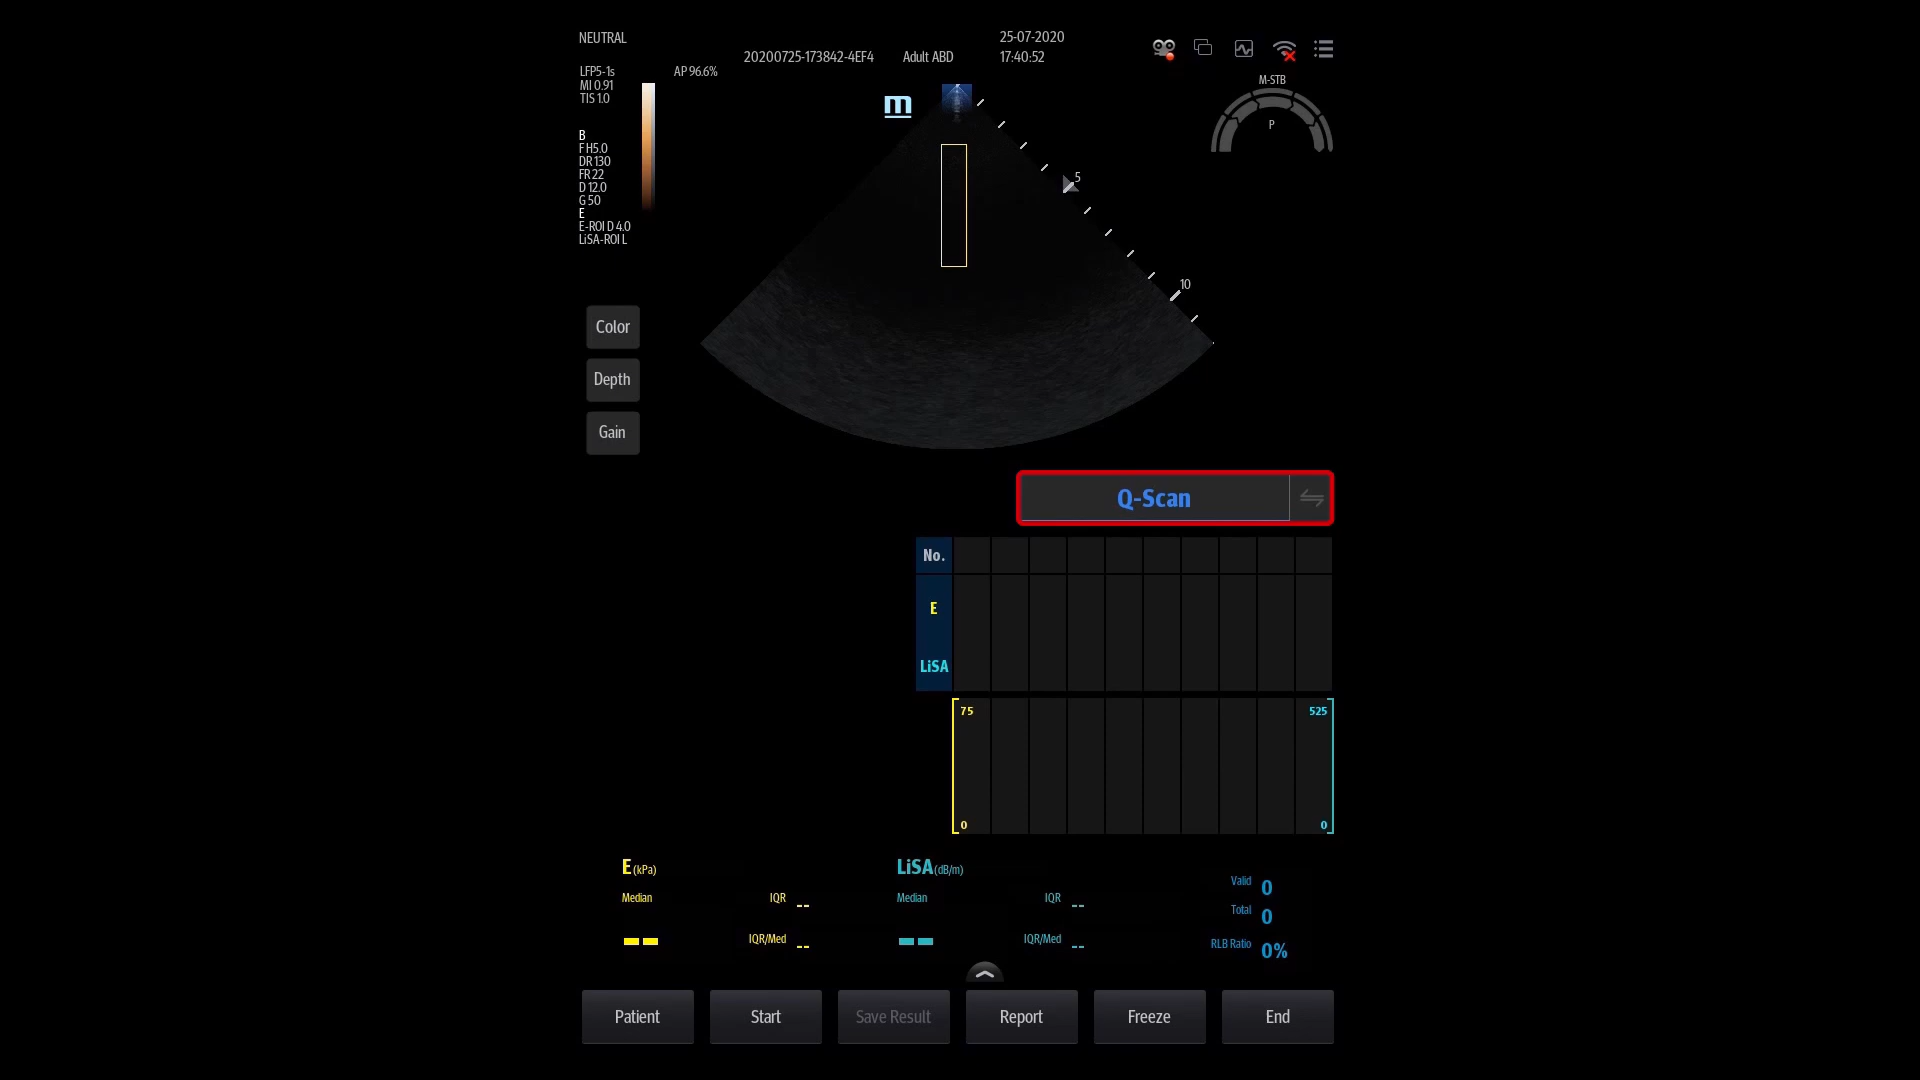 NEUTRAL
25-07-2020
20200725-173842-4EF4 Adult ABD 17:40:52
LFP5-1s AP 96.6%
MI 0.91
TIS 1.0
M-STB
m
P
B
F H5.0
DR 130
FR 22
D 12.0
G 50
E
E-ROI D 4.0
LiSA-ROI L
5
10
Color
Depth
Gain
Q-Scan
No.
E
LiSA
75 525
0 0
E (kPa) LiSA (dB/m)
Median IQR -- Median IQR -- Valid 0
Total 0
-- IQR/Med -- -- IQR/Med -- RLB Ratio 0%
Patient Start Save Result Report Freeze End